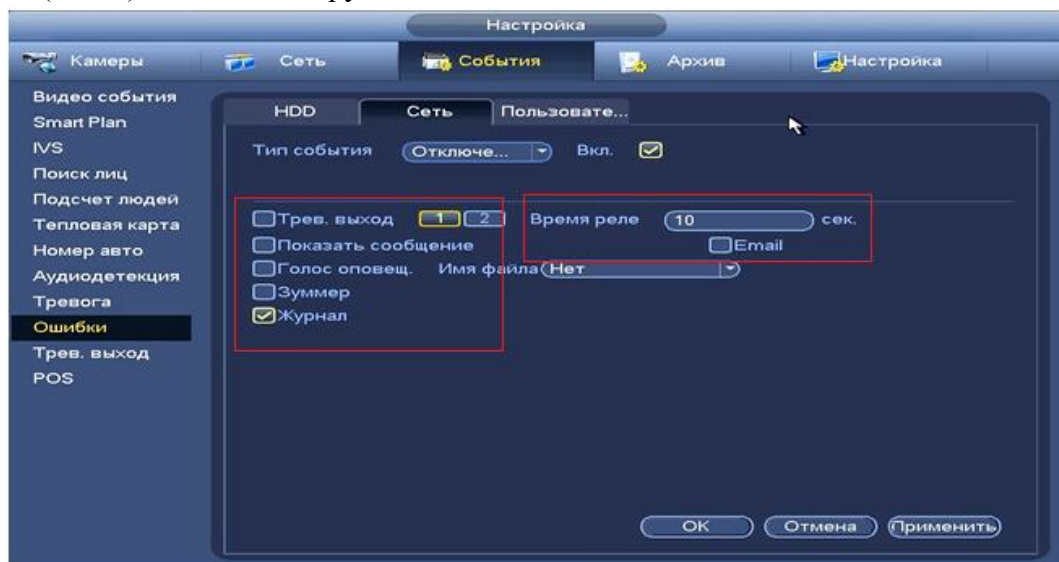 Настройка
Камеры Сеть События Архив Настройка
Видео события
Smart Plan
IVS
Поиск лиц
Подсчет людей
Тепловая карта
Номер авто
Аудиодетекция
Тревога
Ошибки
Трев. выход
POS
HDD Сеть Пользовате...
Тип события Отключе... Вкл.
Трев. выход 1 2 Время реле 10 сек.
Показать сообщение Email
Голос оповещ. Имя файла Нет
Зуммер
Журнал
OK Отмена Применить